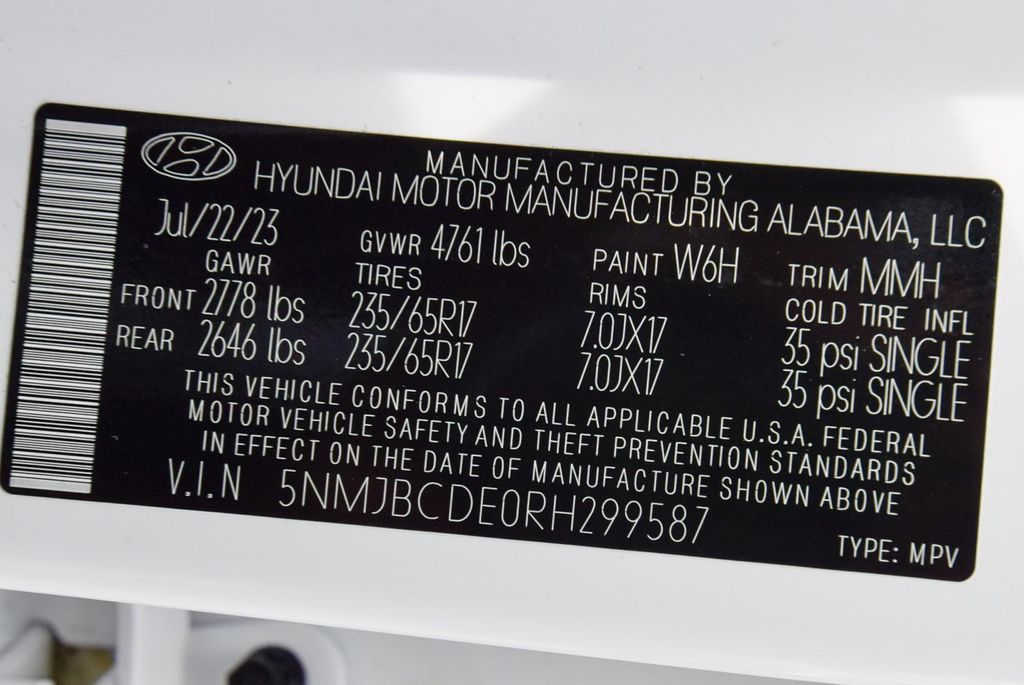 MANUFACTURED BY
HYUNDAI MOTOR MANUFACTURING ALABAMA, LLC
Jul/22/23 GVWR 4761 lbs PAINT W6H TRIM MMH
GAWR TIRES RIMS COLD TIRE INFL
FRONT 2778 lbs 235/65R17 7.0JX17 35 psi SINGLE
REAR 2646 lbs 235/65R17 7.0JX17 35 psi SINGLE
THIS VEHICLE CONFORMS TO ALL APPLICABLE U.S.A. FEDERAL
MOTOR VEHICLE SAFETY AND THEFT PREVENTION STANDARDS
IN EFFECT ON THE DATE OF MANUFACTURE SHOWN ABOVE
V.I.N 5NMJBCDE0RH299587
TYPE: MPV